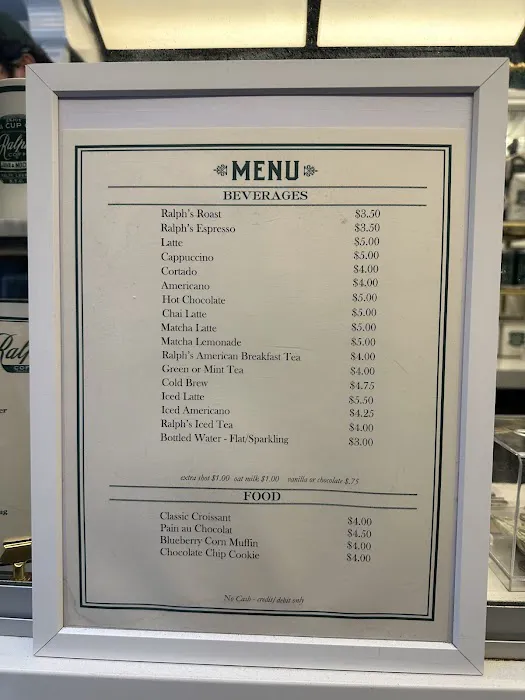 MENU
BEVERAGES
Ralph's Roast $3.50
Ralph's Espresso $3.50
Latte $5.00
Cappuccino $5.00
Cortado $4.00
Americano $4.00
Hot Chocolate $5.00
Chai Latte $5.00
Matcha Latte $5.00
Matcha Lemonade $5.00
Ralph's American Breakfast Tea $4.00
Green or Mint Tea $4.00
Cold Brew $4.75
Iced Latte $5.50
Iced Americano $4.25
Ralph's Iced Tea $4.00
Bottled Water - Flat/Sparkling $3.00
extra shot $1.00 oat milk $1.00 vanilla or chocolate $.75
FOOD
Classic Croissant $4.00
Pain au Chocolat $4.50
Blueberry Corn Muffin $4.00
Chocolate Chip Cookie $4.00
No Cash - credit/debit only
CUP